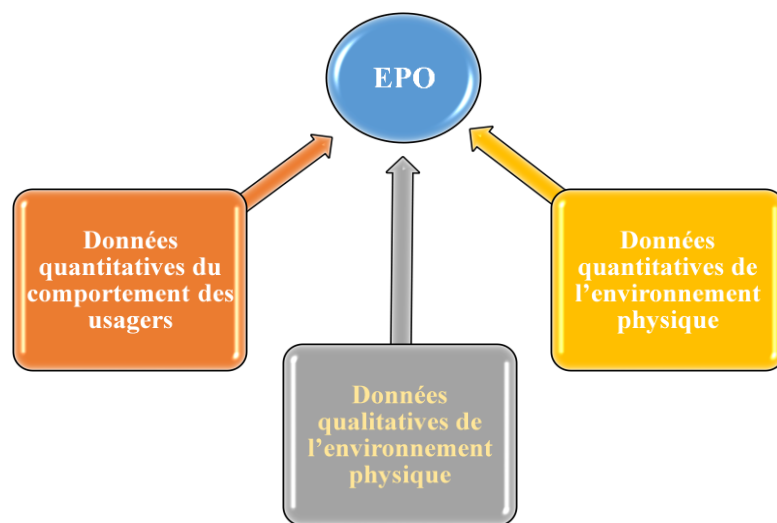 EPO
Données
quantitatives du
comportement des
usagers
Données
quantitatives de
l’environnement
physique
Données
qualitatives de
l’environnement
physique